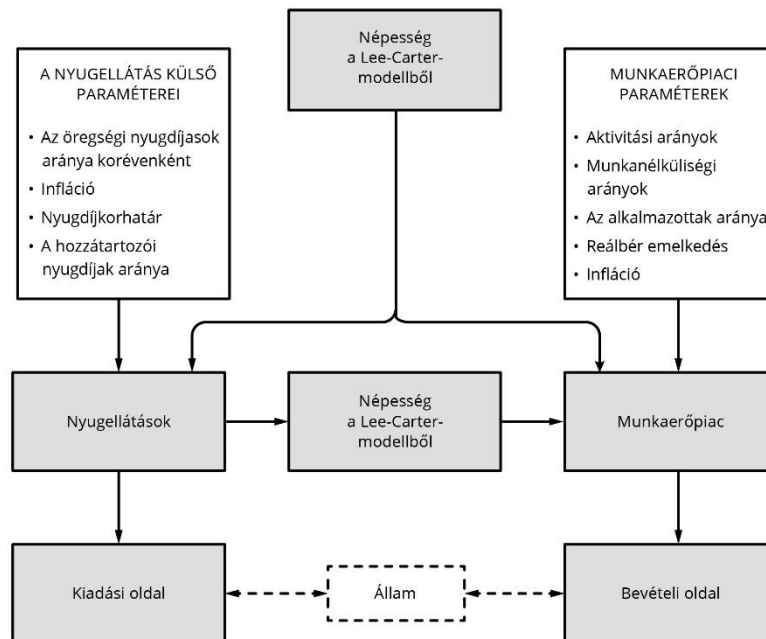 Népesség
a Lee-Carter-
modellből
A NYUGELLÁTÁS KÜLSŐ
PARAMÉTEREI
• Az öregségi nyugdíjasok
aránya korévenként
• Infláció
• Nyugdíjkorhatár
• A hozzátartozói
nyugdíjak aránya
MUNKAERŐPIACI
PARAMÉTEREK
• Aktivitási arányok
• Munkanélküliségi
arányok
• Az alkalmazottak aránya
• Reálbér emelkedés
• Infláció
Nyugellátások
Népesség
a Lee-Carter-
modellből
Munkaerőpiac
Kiadási oldal
Állam
Bevételi oldal